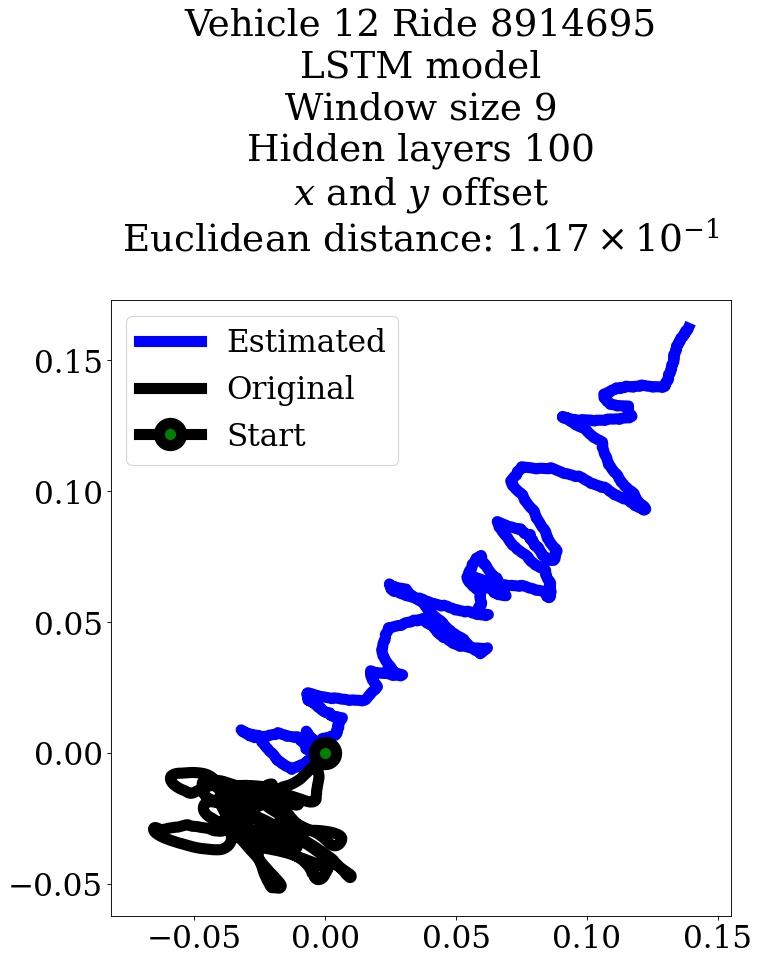 Vehicle 12 Ride 8914695
LSTM model
Window size 9
Hidden layers 100
x and y offset
Euclidean distance: 1.17 × 10⁻¹
Estimated
Original
Start
0.15
0.10
0.05
0.00
−0.05
−0.05 0.00 0.05 0.10 0.15